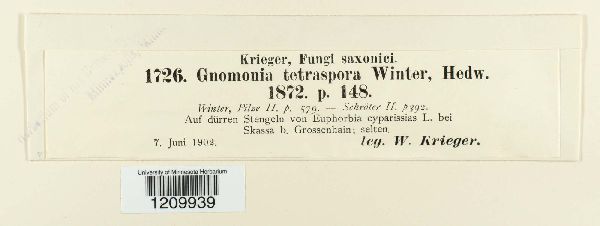 Krieger, Fungi saxonici.
1726. Gnomonia tetraspora Winter, Hedw.
1872. p. 148.
Winter, Pilze II. p. 579. — Schröter II. p 392.
Auf dürren Stengeln von Euphorbia cyparissias L. bei
Skassa b. Grossenhain; selten.
7. Juni 1902. leg. W. Krieger.
University of Minnesota Herbarium
1209939